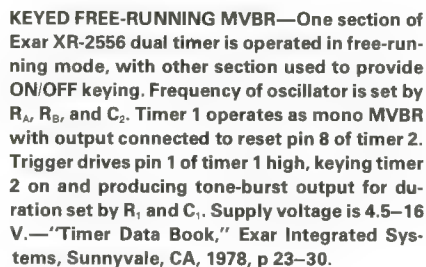 KEYED FREE-RUNNING MVBR—One section of
Exar XR-2556 dual timer is operated in free-run-
ning mode, with other section used to provide
ON/OFF keying. Frequency of oscillator is set by
R_A, R_B, and C₂. Timer 1 operates as mono MVBR
with output connected to reset pin 8 of timer 2.
Trigger drives pin 1 of timer 1 high, keying timer
2 on and producing tone-burst output for du-
ration set by R₁ and C₁. Supply voltage is 4.5–16
V.—"Timer Data Book," Exar Integrated Sys-
tems, Sunnyvale, CA, 1978, p 23–30.